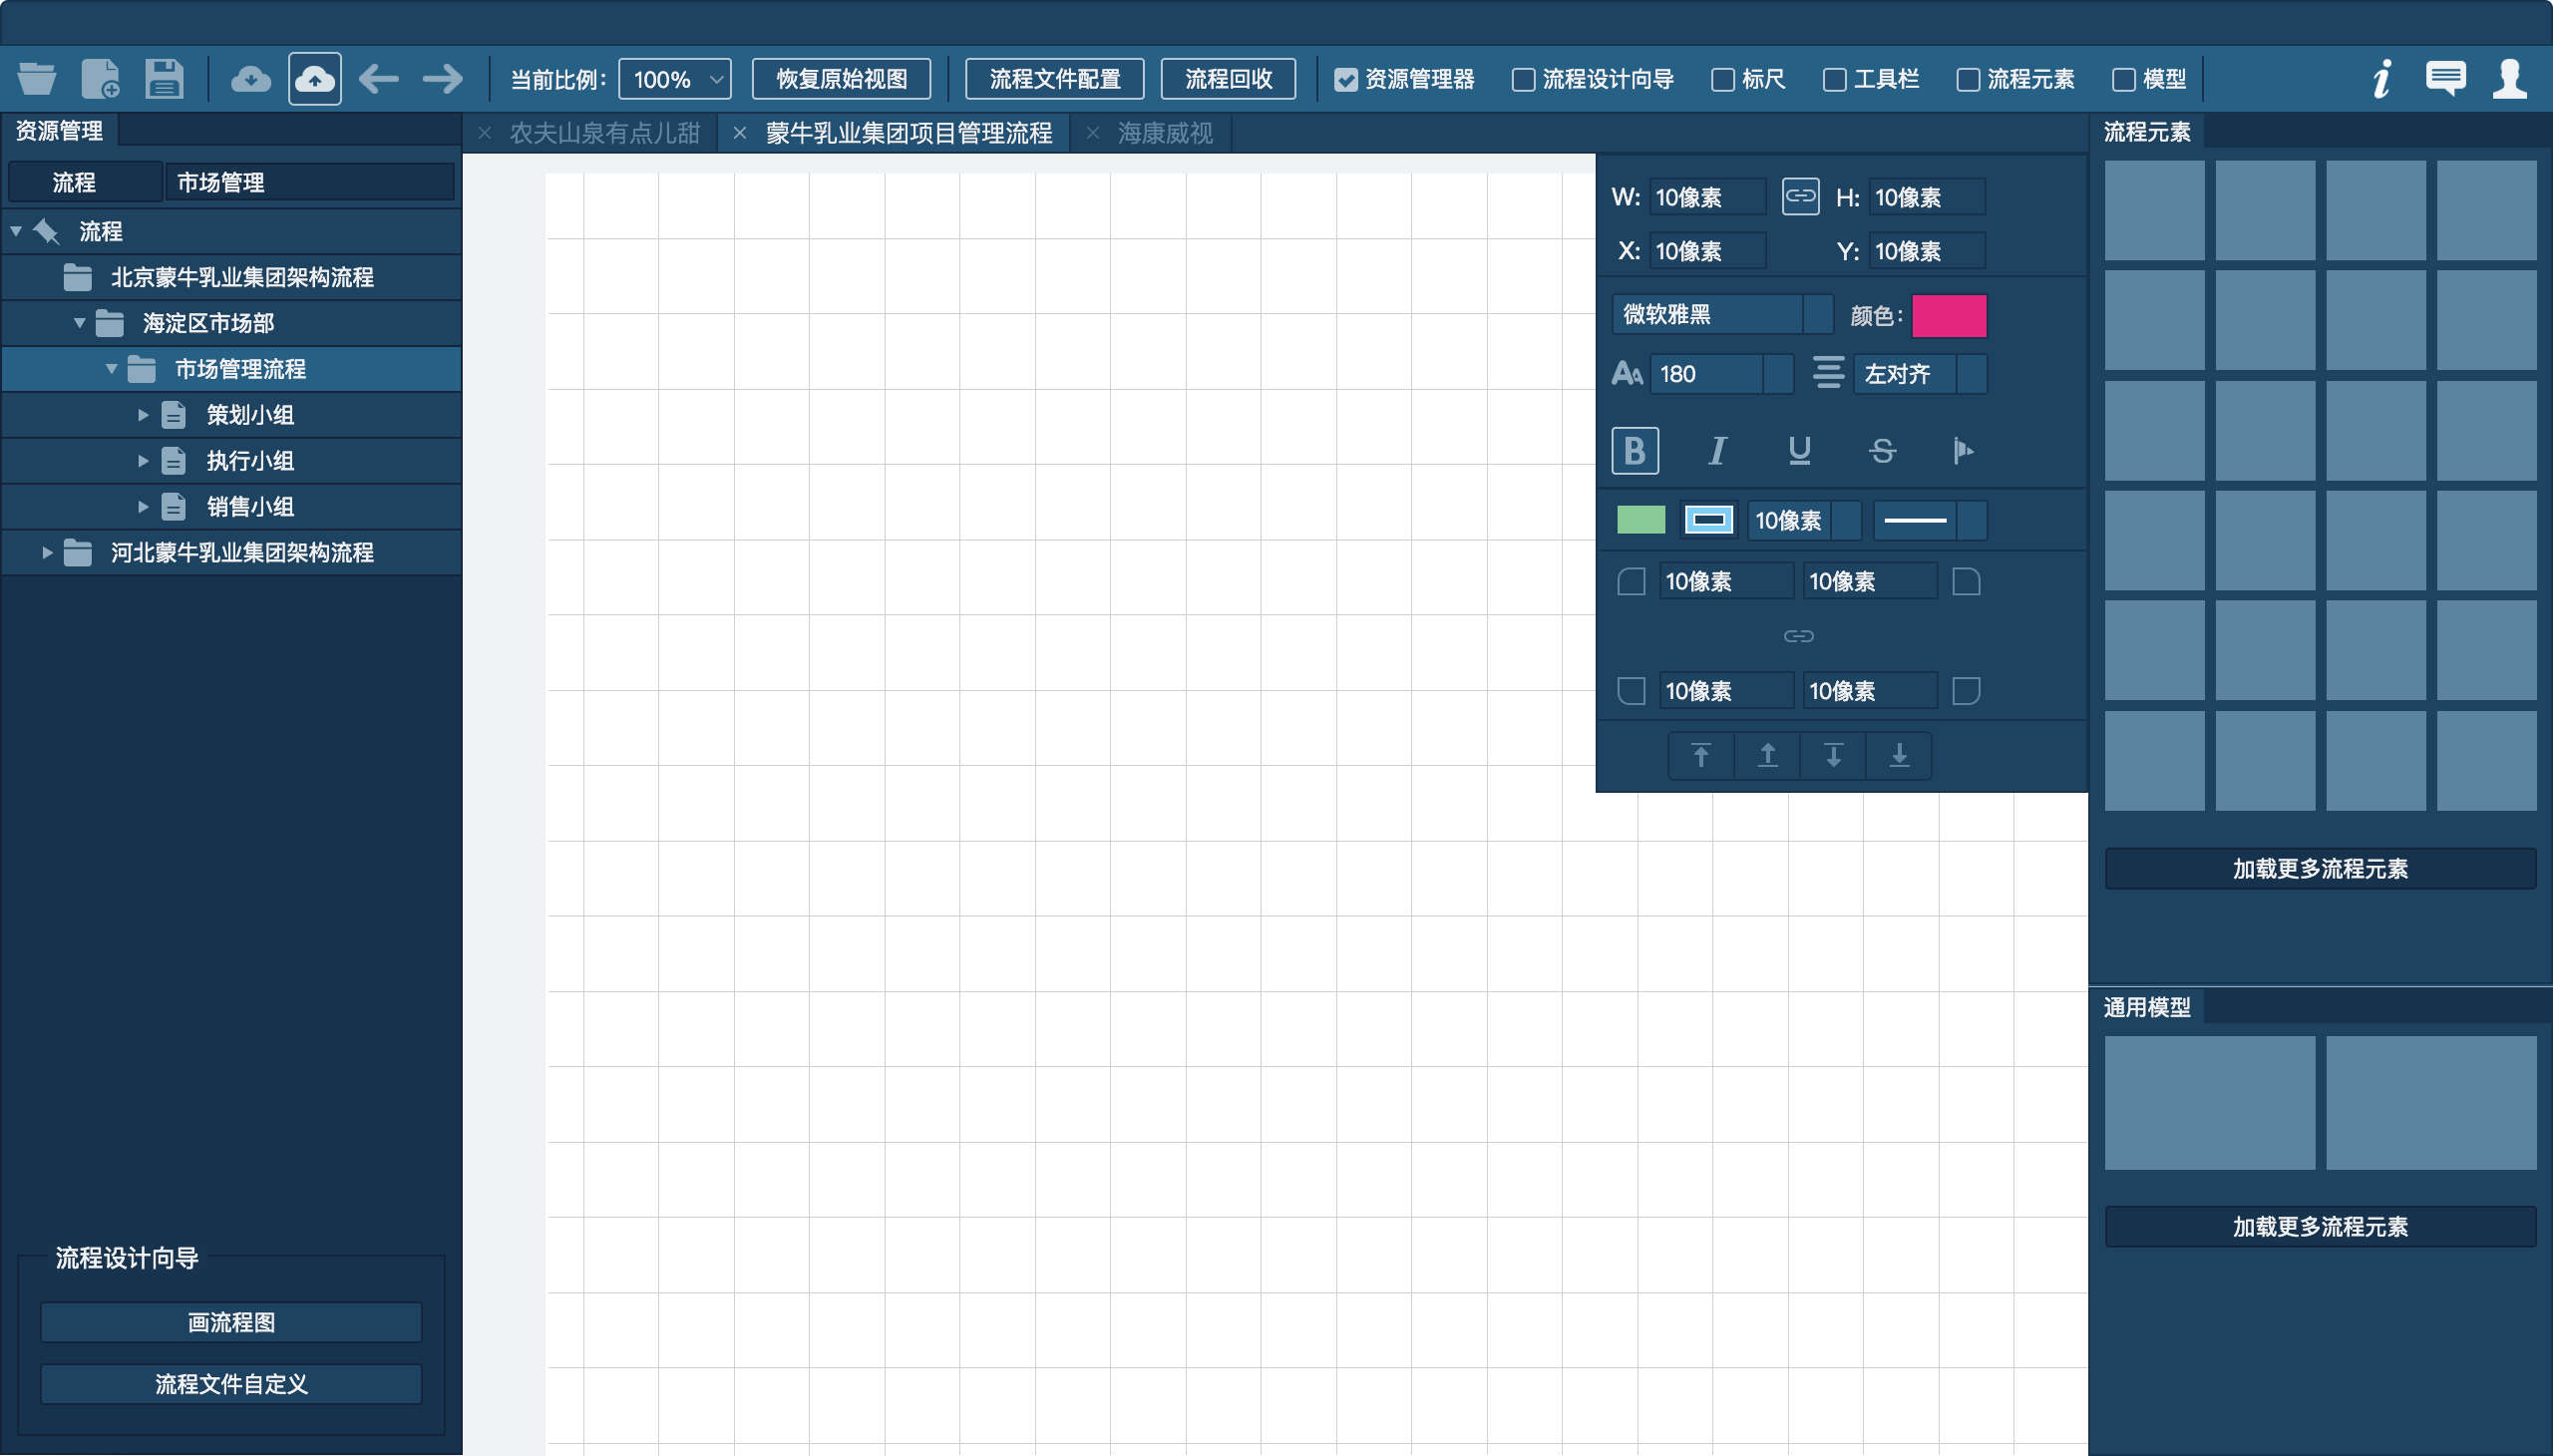 当前比例： 100% 恢复原始视图 流程文件配置 流程回收 资源管理器 流程设计向导 标尺 工具栏 流程元素 模型
资源管理
流程 市场管理
流程
北京蒙牛乳业集团架构流程
海淀区市场部
市场管理流程
策划小组
执行小组
销售小组
河北蒙牛乳业集团架构流程
流程设计向导
画流程图
流程文件自定义
农夫山泉有点儿甜 蒙牛乳业集团项目管理流程 海康威视
W: 10像素 H: 10像素
X: 10像素 Y: 10像素
微软雅黑 颜色：
180 左对齐
B I U S
10像素
10像素 10像素
10像素 10像素
流程元素
加载更多流程元素
通用模型
加载更多流程元素